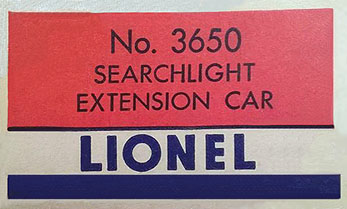 No. 3650
SEARCHLIGHT
EXTENSION CAR
LIONEL